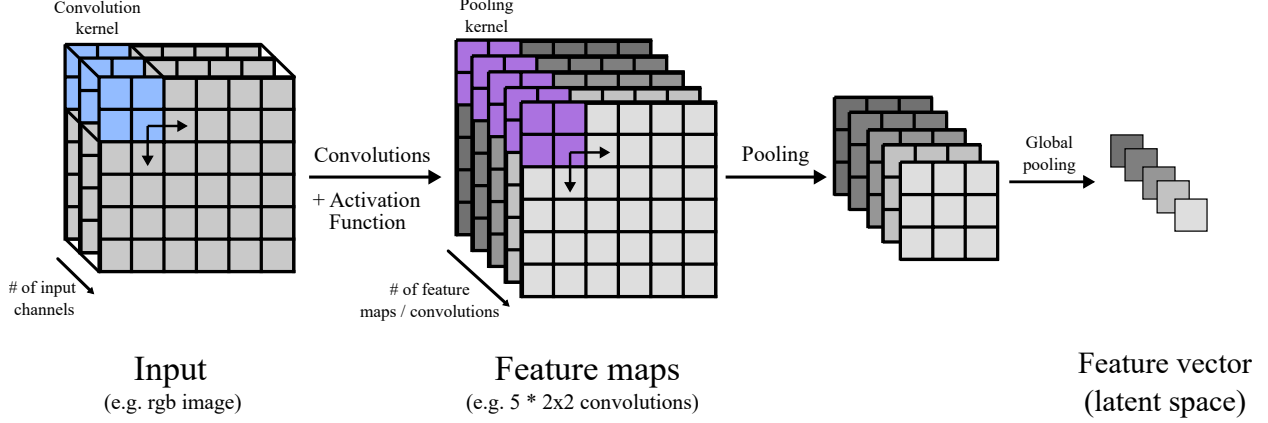 Convolution
kernel
Pooling
kernel
Convolutions
+ Activation
Function
Pooling
Global
pooling
# of input
channels
# of feature
maps / convolutions
Input
(e.g. rgb image)
Feature maps
(e.g. 5 * 2x2 convolutions)
Feature vector
(latent space)